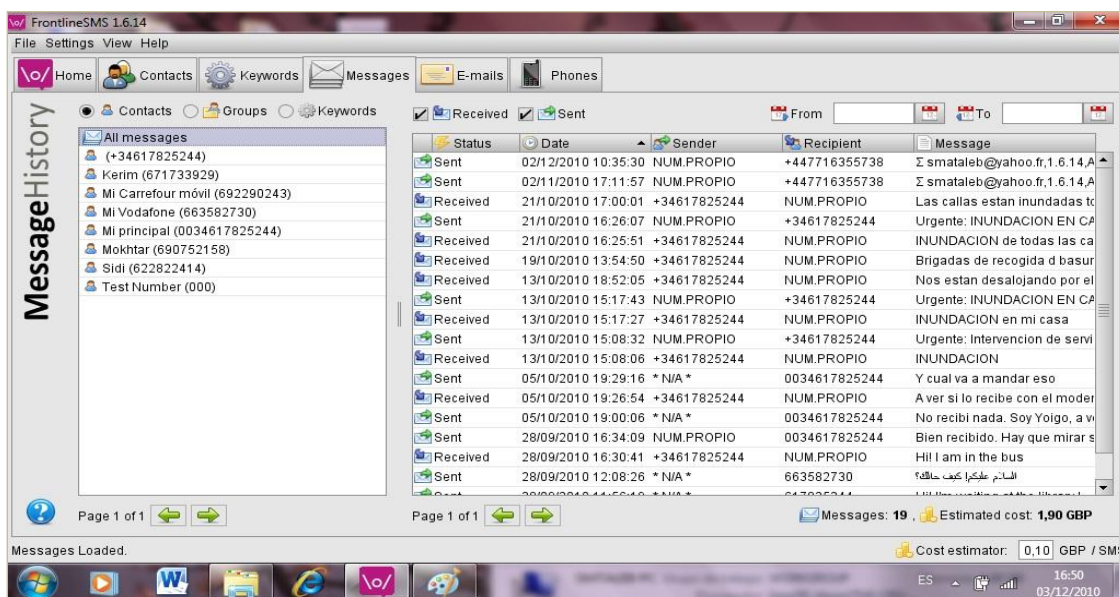 FrontlineSMS 1.6.14
File Settings View Help
\o/ Home Contacts Keywords Messages E-mails Phones
MessageHistory
Contacts Groups Keywords
All messages
(+34617825244)
Kerim (671733929)
Mi Carrefour móvil (692290243)
Mi Vodafone (663582730)
Mi principal (0034617825244)
Mokhtar (690752158)
Sidi (622822414)
Test Number (000)
Page 1 of 1
Received Sent From To
Status Date Sender Recipient Message
Sent 02/12/2010 10:35:30 NUM.PROPIO +447716355738 Σ smataleb@yahoo.fr,1.6.14,A
Sent 02/11/2010 17:11:57 NUM.PROPIO +447716355738 Σ smataleb@yahoo.fr,1.6.14,A
Received 21/10/2010 17:00:01 +34617825244 NUM.PROPIO Las callas estan inundadas to
Sent 21/10/2010 16:26:07 NUM.PROPIO +34617825244 Urgente: INUNDACION EN CA
Received 21/10/2010 16:25:51 +34617825244 NUM.PROPIO INUNDACION de todas las ca
Received 19/10/2010 13:54:50 +34617825244 NUM.PROPIO Brigadas de recogida d basur
Received 13/10/2010 18:52:05 +34617825244 NUM.PROPIO Nos estan desalojando por el
Sent 13/10/2010 15:17:43 NUM.PROPIO +34617825244 Urgente: INUNDACION EN CA
Received 13/10/2010 15:17:27 +34617825244 NUM.PROPIO INUNDACION en mi casa
Sent 13/10/2010 15:08:32 NUM.PROPIO +34617825244 Urgente: Intervencion de servi
Received 13/10/2010 15:08:06 +34617825244 NUM.PROPIO INUNDACION
Sent 05/10/2010 19:29:16 * N/A * 0034617825244 Y cual va a mandar eso
Received 05/10/2010 19:26:54 +34617825244 NUM.PROPIO A ver si lo recibe con el moder
Sent 05/10/2010 19:00:06 * N/A * 0034617825244 No recibi nada. Soy Yoigo, a ve
Sent 28/09/2010 16:34:09 NUM.PROPIO 0034617825244 Bien recibido. Hay que mirar s
Received 28/09/2010 16:30:41 +34617825244 NUM.PROPIO Hi! I am in the bus
Sent 28/09/2010 12:08:26 * N/A * 663582730 السلام عليكم! كيف حالك؟
Page 1 of 1 Messages: 19 , Estimated cost: 1,90 GBP
Messages Loaded. Cost estimator: 0,10 GBP / SMS
ES 16:50
03/12/2010